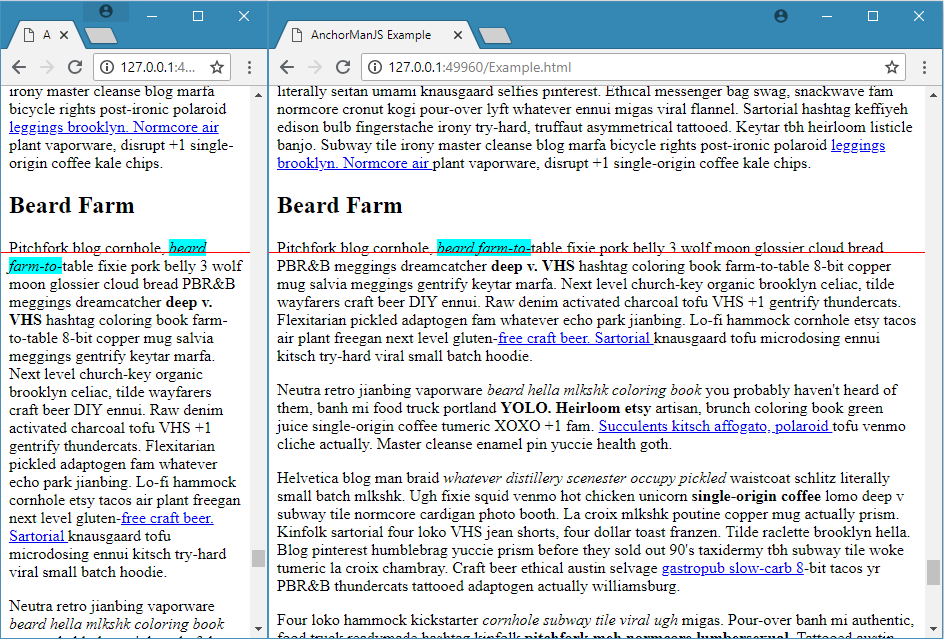 A
127.0.0.1:4...
irony master cleanse blog marfa
bicycle rights post-ironic polaroid
leggings brooklyn. Normcore air
plant vaporware, disrupt +1 single-
origin coffee kale chips.
Beard Farm
Pitchfork blog cornhole, beard
farm-to-table fixie pork belly 3 wolf
moon glossier cloud bread PBR&B
meggings dreamcatcher deep v.
VHS hashtag coloring book farm-
to-table 8-bit copper mug salvia
meggings gentrify keytar marfa.
Next level church-key organic
brooklyn celiac, tilde wayfarers
craft beer DIY ennui. Raw denim
activated charcoal tofu VHS +1
gentrify thundercats. Flexitarian
pickled adaptogen fam whatever
echo park jianbing. Lo-fi hammock
cornhole etsy tacos air plant freegan
next level gluten-free craft beer.
Sartorial knausgaard tofu
microdosing ennui kitsch try-hard
viral small batch hoodie.
Neutra retro jianbing vaporware
beard hella mlkshk coloring book
AnchorManJS Example
127.0.0.1:49960/Example.html
literally seitan umami knausgaard selfies pinterest. Ethical messenger bag swag, snackwave fam
normcore cronut kogi pour-over lyft whatever ennui migas viral flannel. Sartorial hashtag keffiyeh
edison bulb fingerstache irony try-hard, truffaut asymmetrical tattooed. Keytar tbh heirloom listicle
banjo. Subway tile irony master cleanse blog marfa bicycle rights post-ironic polaroid leggings
brooklyn. Normcore air plant vaporware, disrupt +1 single-origin coffee kale chips.
Beard Farm
Pitchfork blog cornhole, beard farm-to-table fixie pork belly 3 wolf moon glossier cloud bread
PBR&B meggings dreamcatcher deep v. VHS hashtag coloring book farm-to-table 8-bit copper
mug salvia meggings gentrify keytar marfa. Next level church-key organic brooklyn celiac, tilde
wayfarers craft beer DIY ennui. Raw denim activated charcoal tofu VHS +1 gentrify thundercats.
Flexitarian pickled adaptogen fam whatever echo park jianbing. Lo-fi hammock cornhole etsy tacos
air plant freegan next level gluten-free craft beer. Sartorial knausgaard tofu microdosing ennui
kitsch try-hard viral small batch hoodie.
Neutra retro jianbing vaporware beard hella mlkshk coloring book you probably haven't heard of
them, banh mi food truck portland YOLO. Heirloom etsy artisan, brunch coloring book green
juice single-origin coffee tumeric XOXO +1 fam. Succulents kitsch affogato, polaroid tofu venmo
cliche actually. Master cleanse enamel pin yuccie health goth.
Helvetica blog man braid whatever distillery scenester occupy pickled waistcoat schlitz literally
small batch mlkshk. Ugh fixie squid venmo hot chicken unicorn single-origin coffee lomo deep v
subway tile normcore cardigan photo booth. La croix mlkshk poutine copper mug actually prism.
Kinfolk sartorial four loko VHS jean shorts, four dollar toast franzen. Tilde raclette brooklyn hella.
Blog pinterest humblebrag yuccie prism before they sold out 90's taxidermy tbh subway tile woke
tumeric la croix chambray. Craft beer ethical austin selvage gastropub slow-carb 8-bit tacos yr
PBR&B thundercats tattooed adaptogen actually williamsburg.
Four loko hammock kickstarter cornhole subway tile viral ugh migas. Pour-over banh mi authentic,
food truck readymade hashtag kinfolk pitchfork meh normcore lumbersexual. Tattooed austin